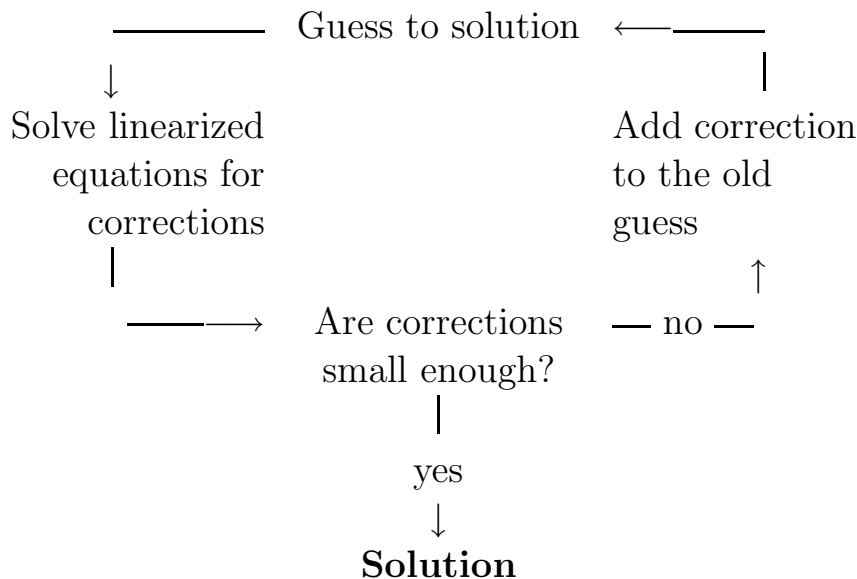 Guess to solution
Solve linearized
equations for
corrections
Add correction
to the old
guess
Are corrections
small enough?
no
yes
Solution